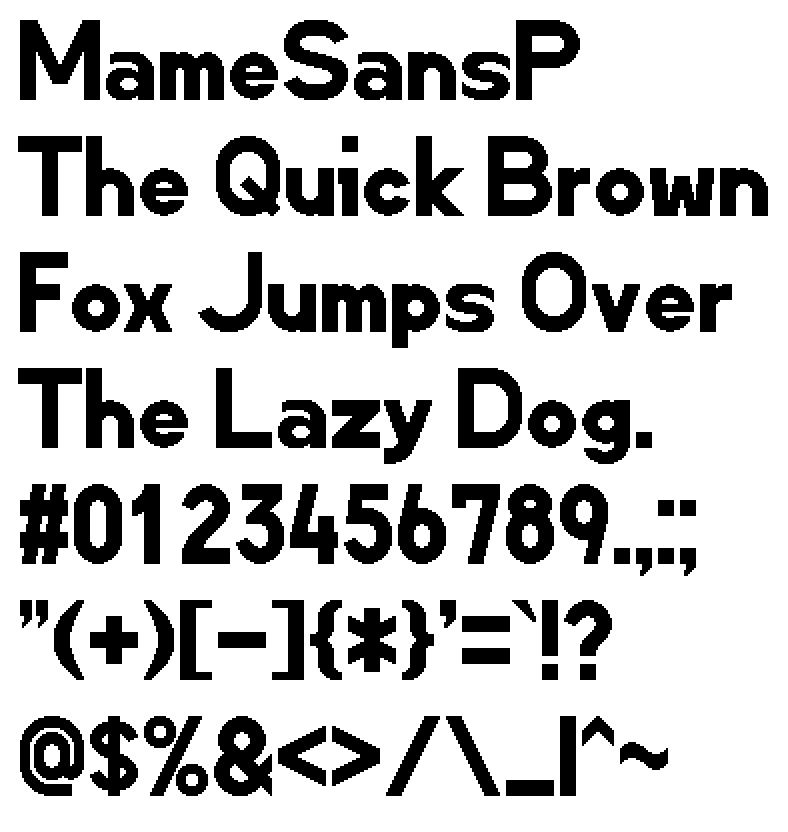 MameSansP
The Quick Brown
Fox Jumps Over
The Lazy Dog.
#0123456789.,:;
"(+)[-]{*}'=`!?
@$%&<>/\_|^~